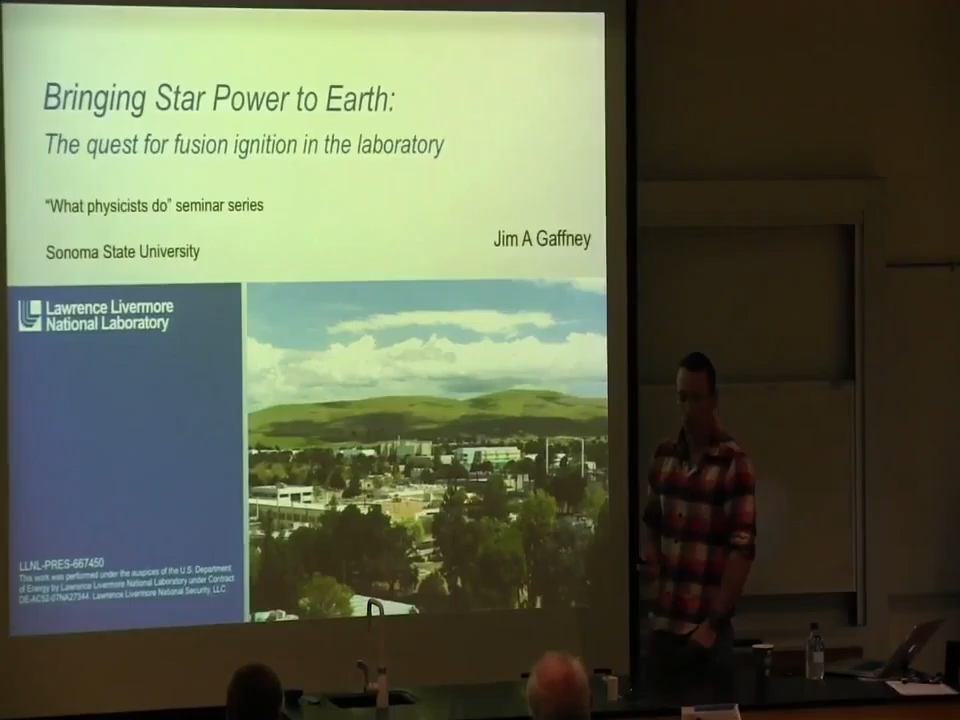 Bringing Star Power to Earth:
The quest for fusion ignition in the laboratory
“What physicists do” seminar series
Jim A Gaffney
Sonoma State University
Lawrence Livermore
National Laboratory
LLNL-PRES-667450
This work was performed under the auspices of the U.S. Department
of Energy by Lawrence Livermore National Laboratory under Contract
DE-AC52-07NA27344. Lawrence Livermore National Security, LLC